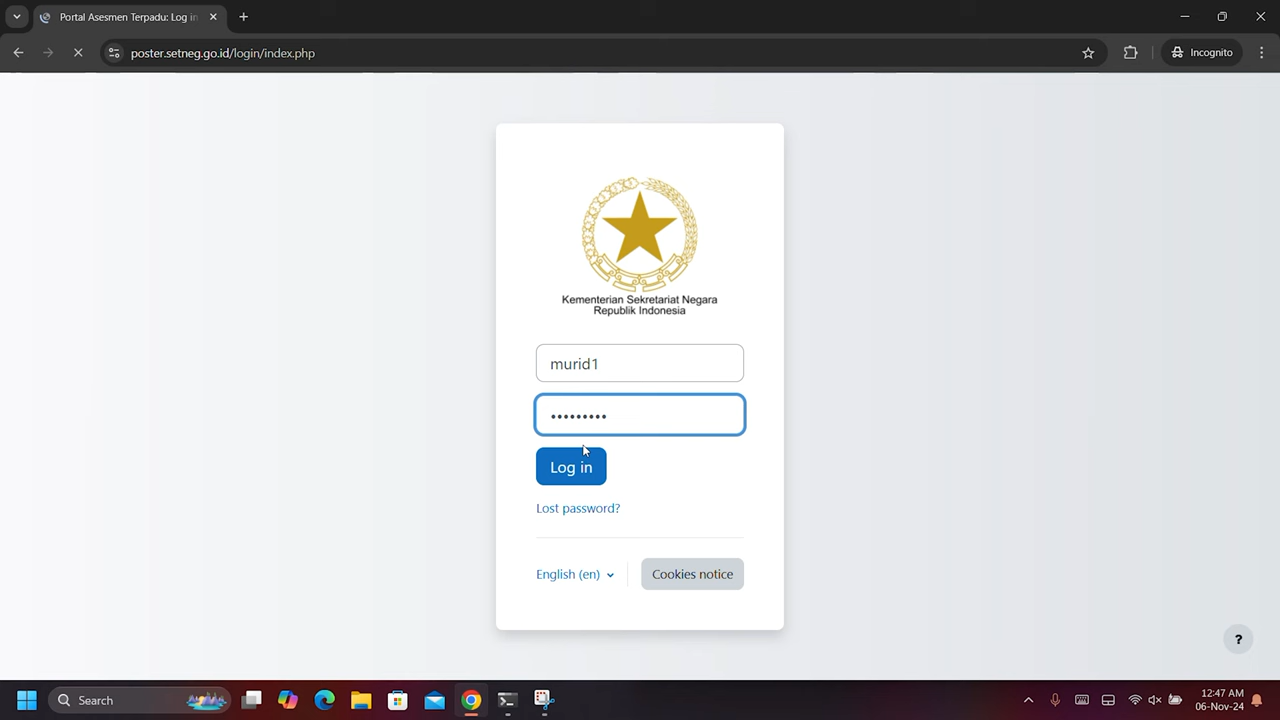 Portal Asesmen Terpadu: Log in
poster.setneg.go.id/login/index.php
Incognito
Kementerian Sekretariat Negara
Republik Indonesia
murid1
•••••••••
Log in
Lost password?
English (en)
Cookies notice
?
Search
12:47 AM
06-Nov-24